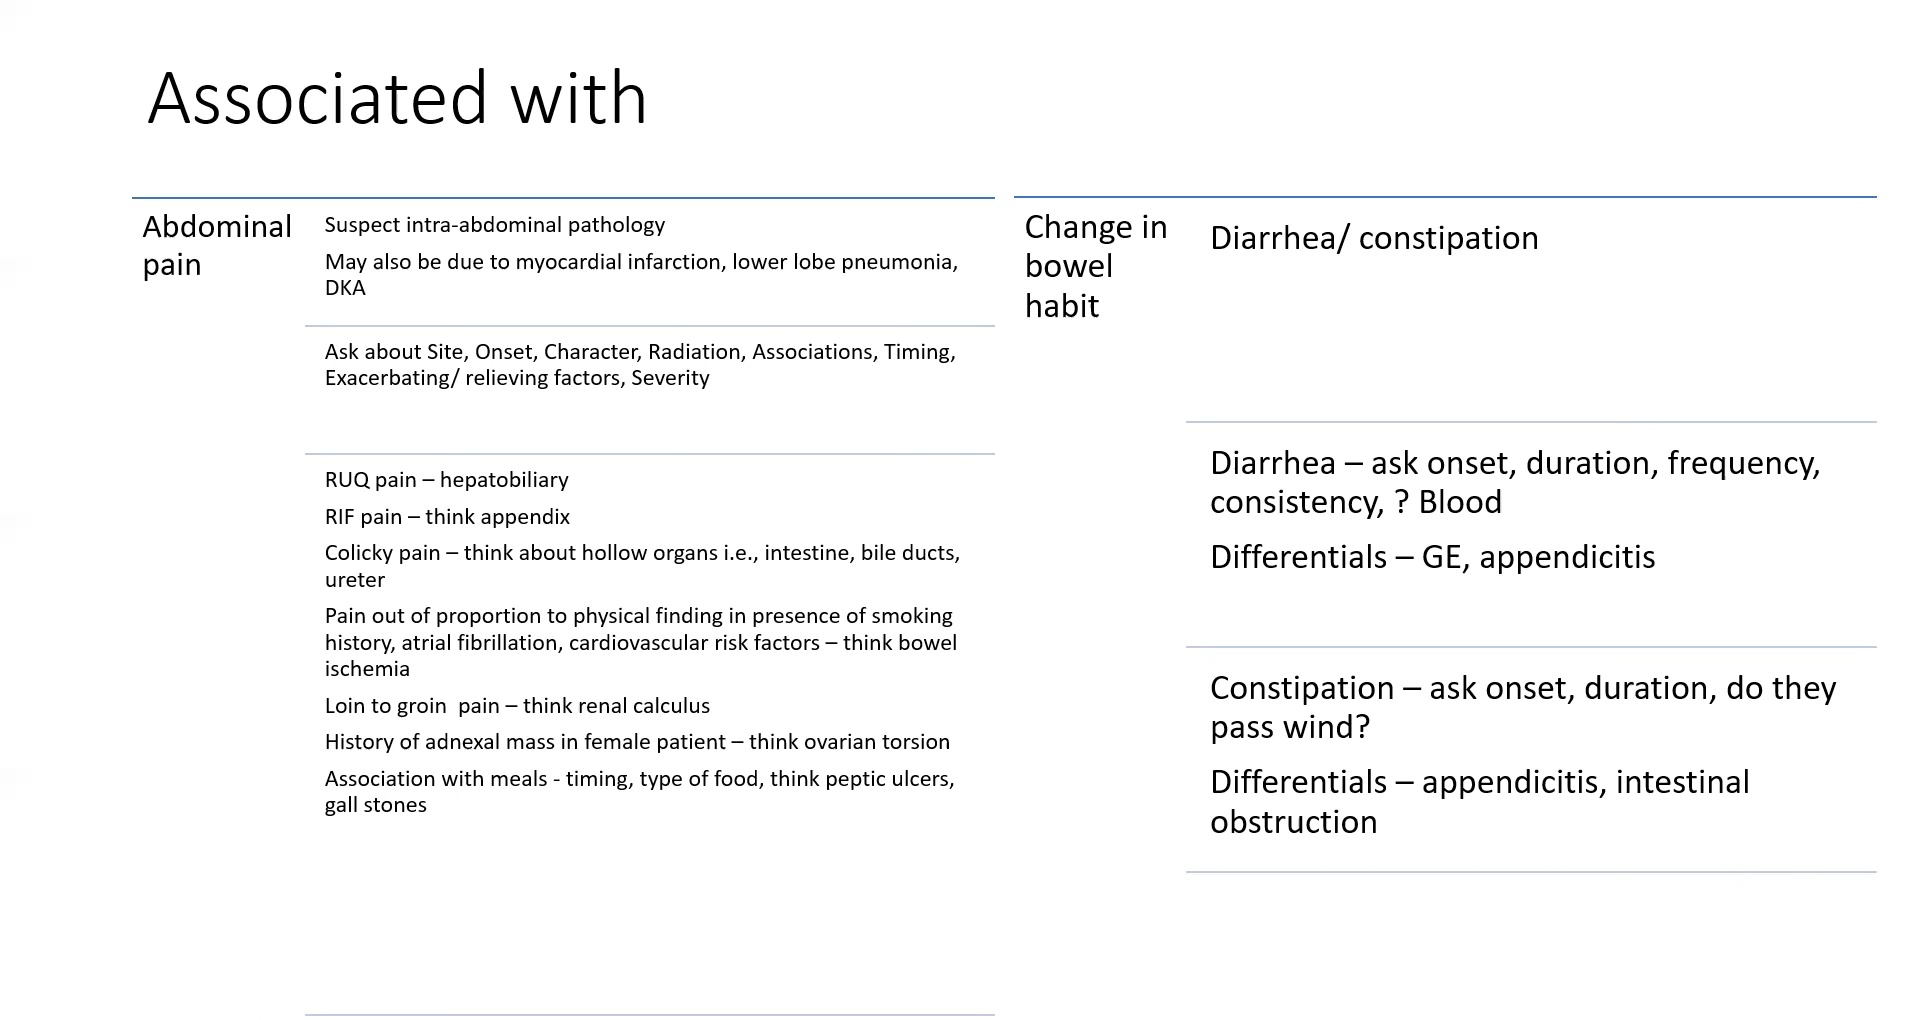 Associated with
Abdominal
pain
Suspect intra-abdominal pathology
May also be due to myocardial infarction, lower lobe pneumonia,
DKA
Ask about Site, Onset, Character, Radiation, Associations, Timing,
Exacerbating/ relieving factors, Severity
RUQ pain – hepatobiliary
RIF pain – think appendix
Colicky pain – think about hollow organs i.e., intestine, bile ducts,
ureter
Pain out of proportion to physical finding in presence of smoking
history, atrial fibrillation, cardiovascular risk factors – think bowel
ischemia
Loin to groin  pain – think renal calculus
History of adnexal mass in female patient – think ovarian torsion
Association with meals - timing, type of food, think peptic ulcers,
gall stones
Change in
bowel
habit
Diarrhea/ constipation
Diarrhea – ask onset, duration, frequency,
consistency, ? Blood
Differentials – GE, appendicitis
Constipation – ask onset, duration, do they
pass wind?
Differentials – appendicitis, intestinal
obstruction